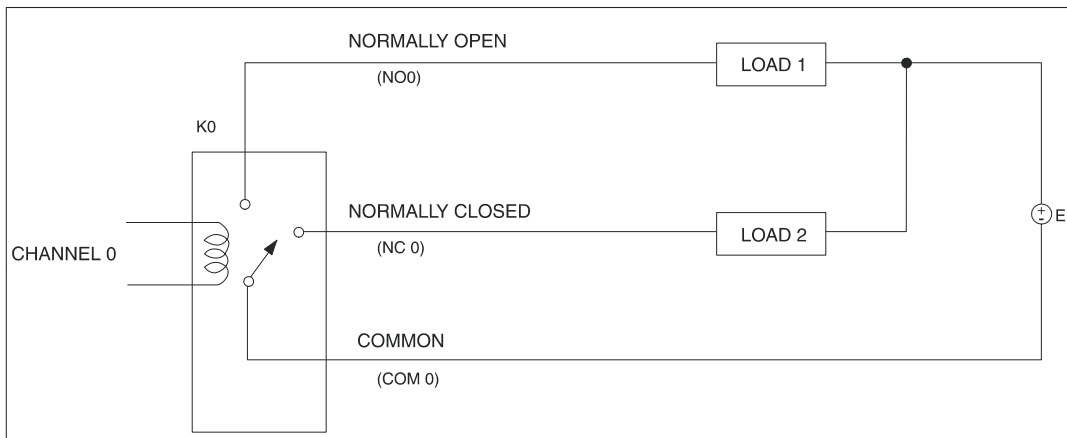 NORMALLY OPEN
(NO0)
LOAD 1
K0
NORMALLY CLOSED
(NC 0)
LOAD 2
+
-
E
CHANNEL 0
COMMON
(COM 0)